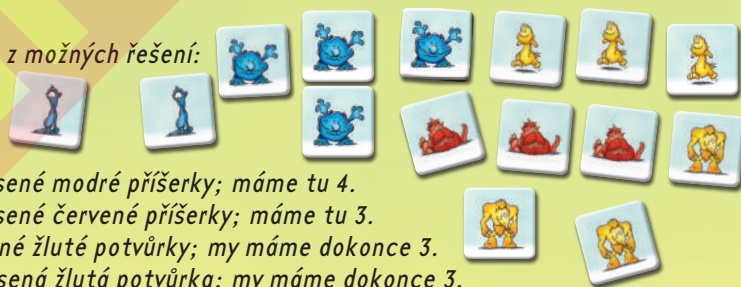 z možných řešení:
sené modré příšerky; máme tu 4.
sené červené příšerky; máme tu 3.
né žluté potvůrky; my máme dokonce 3.
sená žlutá potvůrka; my máme dokonce 3.